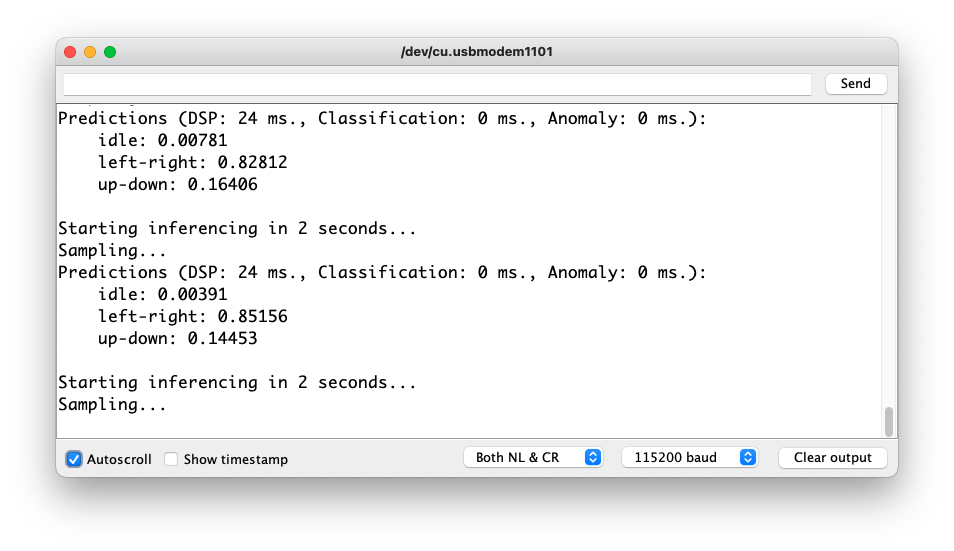 /dev/cu.usbmodem1101
Send
Predictions (DSP: 24 ms., Classification: 0 ms., Anomaly: 0 ms.):
idle: 0.00781
left-right: 0.82812
up-down: 0.16406
Starting inferencing in 2 seconds...
Sampling...
Predictions (DSP: 24 ms., Classification: 0 ms., Anomaly: 0 ms.):
idle: 0.00391
left-right: 0.85156
up-down: 0.14453
Starting inferencing in 2 seconds...
Sampling...
Autoscroll Show timestamp Both NL & CR 115200 baud Clear output